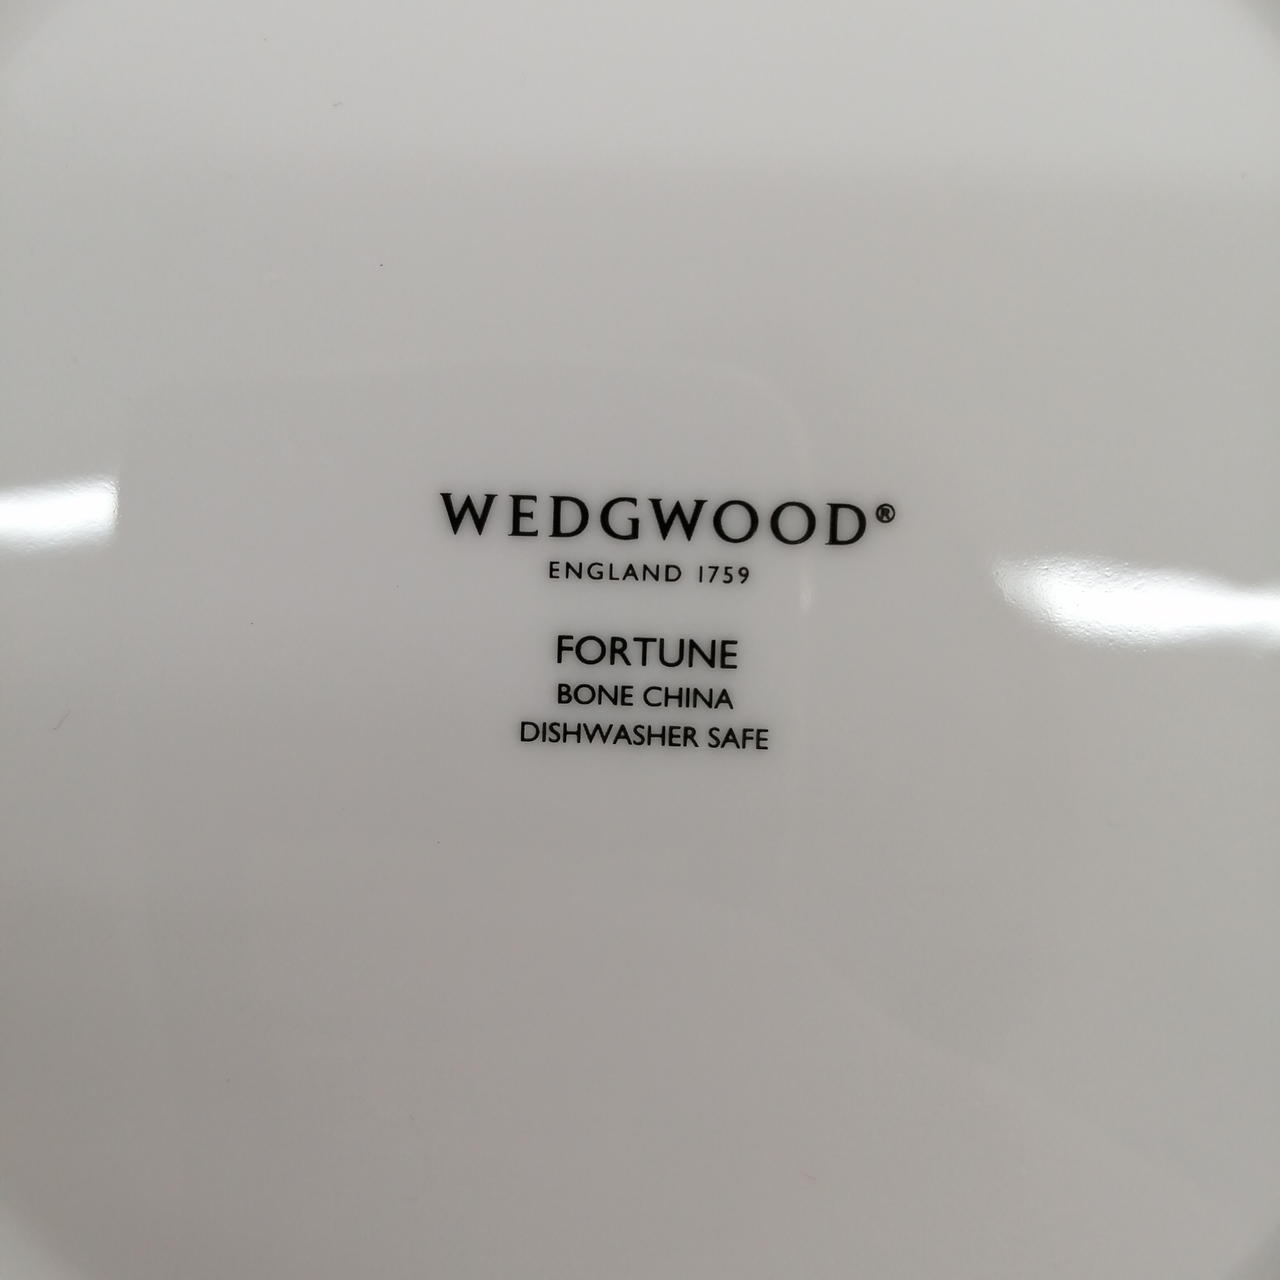 WEDGWOOD®
ENGLAND 1759
FORTUNE
BONE CHINA
DISHWASHER SAFE